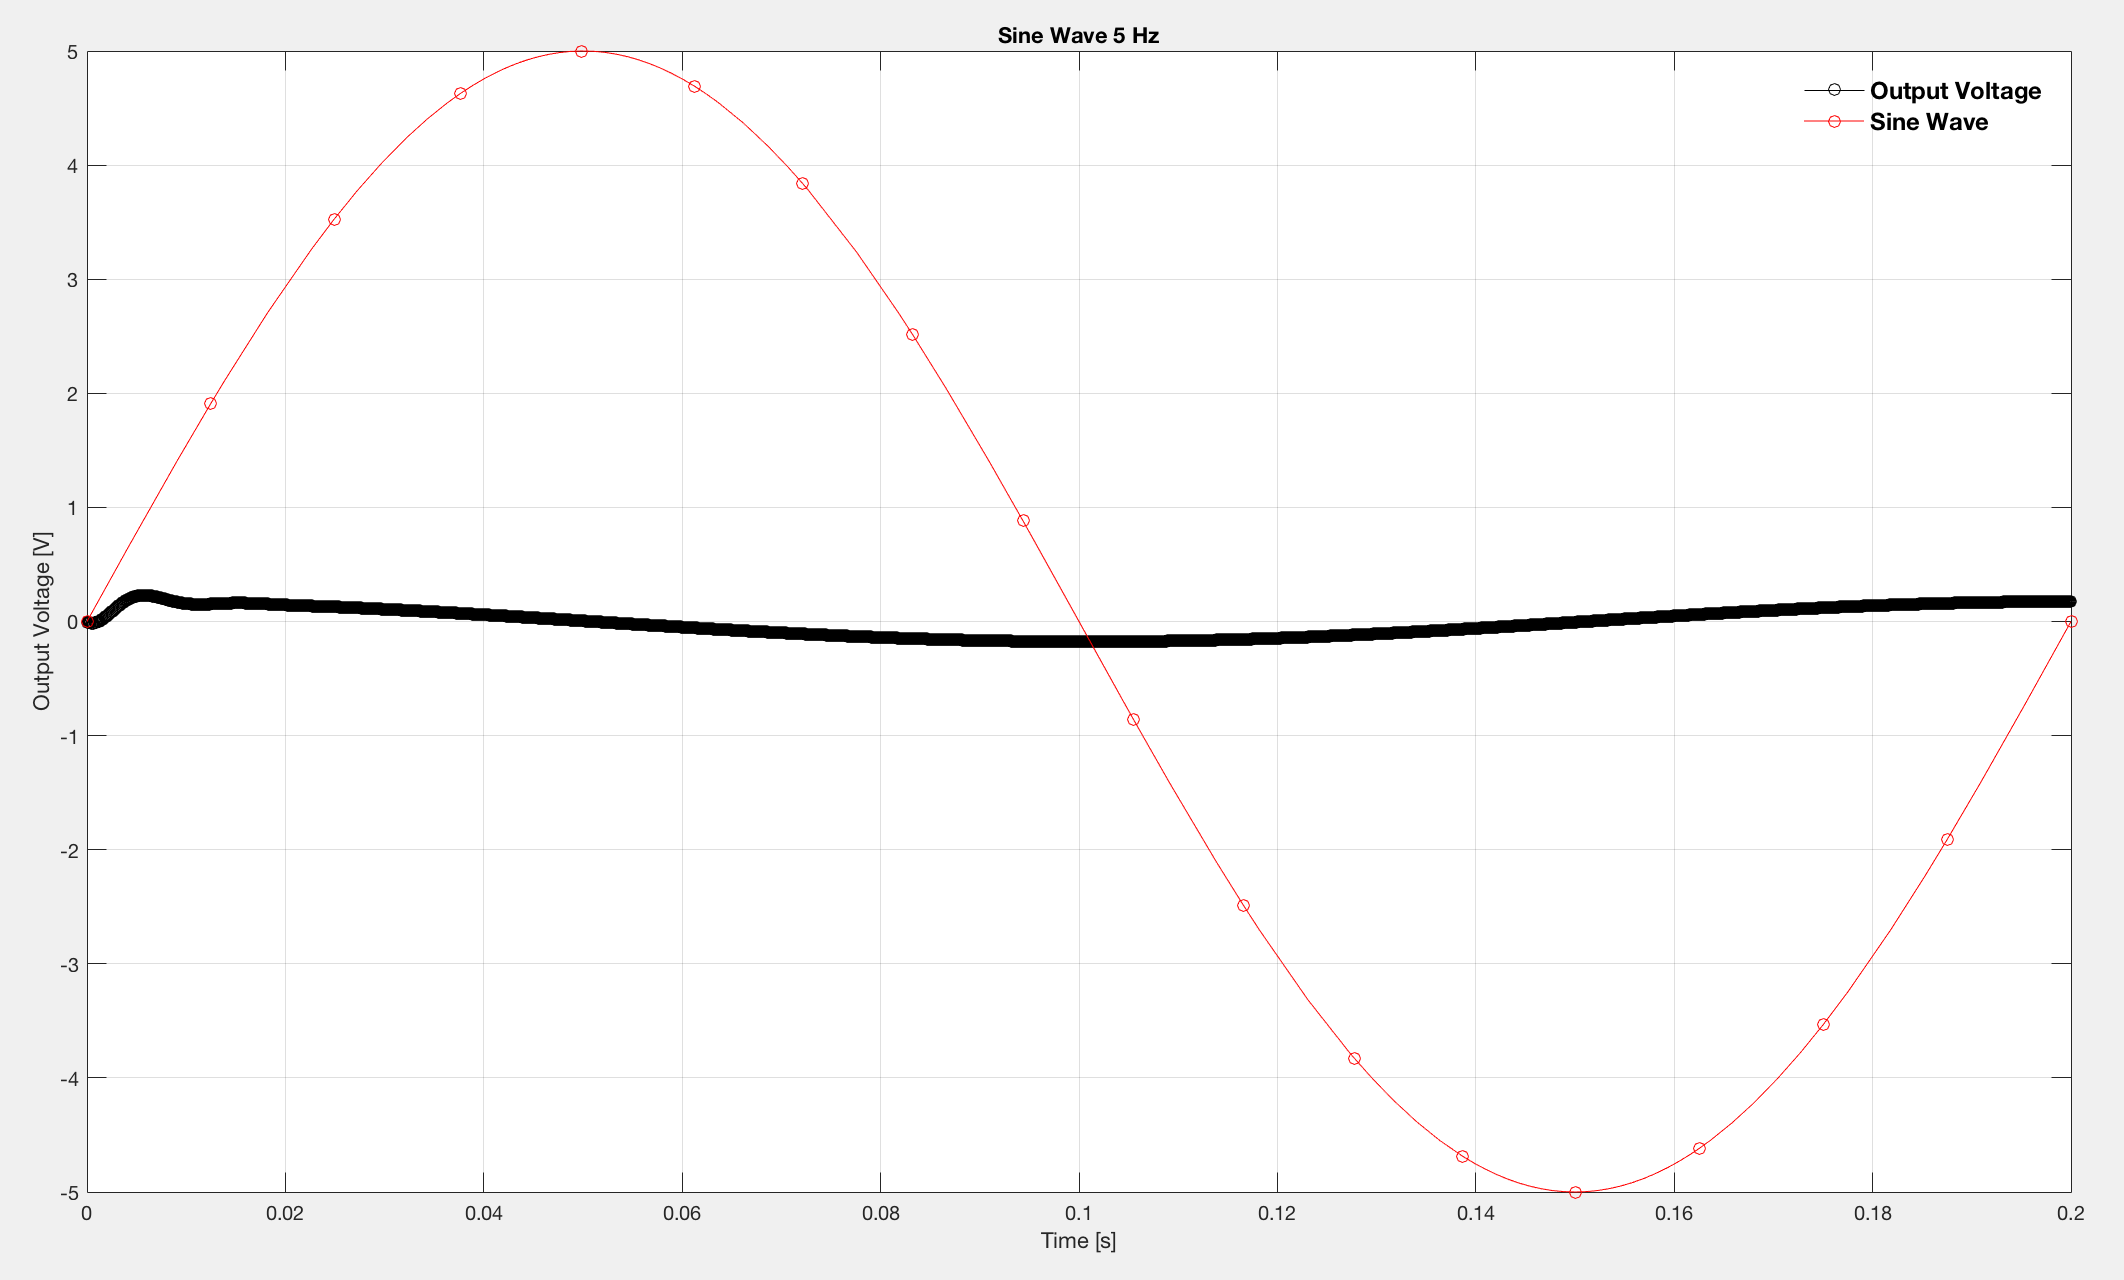 Sine Wave 5 Hz
Output Voltage
Sine Wave
5
4
3
2
1
0
-1
-2
-3
-4
-5
Output Voltage [V]
0 0.02 0.04 0.06 0.08 0.1 0.12 0.14 0.16 0.18 0.2
Time [s]